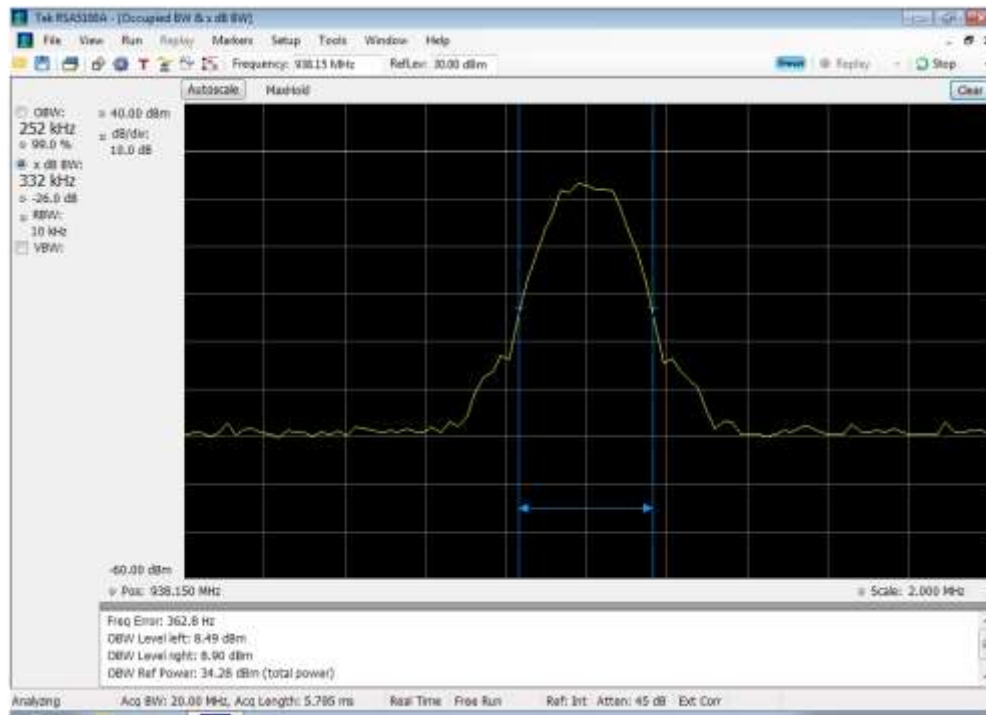 Tek RSA5100A - [Occupied BW & x dB BW]
File View Run Replay Markers Setup Tools Window Help
T Frequency: 938.15 MHz RefLev: 30.00 dBm Preset Replay Stop
Autoscale MaxHold Clear
OBW:
252 kHz
99.0 %
x dB BW:
332 kHz
-26.0 dB
RBW:
10 kHz
VBW:
40.00 dBm
dB/div:
10.0 dB
-60.00 dBm
Pos: 938.150 MHz Scale: 2.000 MHz
Freq Error: 362.8 Hz
OBW Level left: 8.49 dBm
OBW Level right: 8.90 dBm
OBW Ref Power: 34.28 dBm (total power)
Analyzing Acq BW: 20.00 MHz, Acq Length: 5.785 ms Real Time Free Run Ref: Int Atten: 45 dB Ext Corr